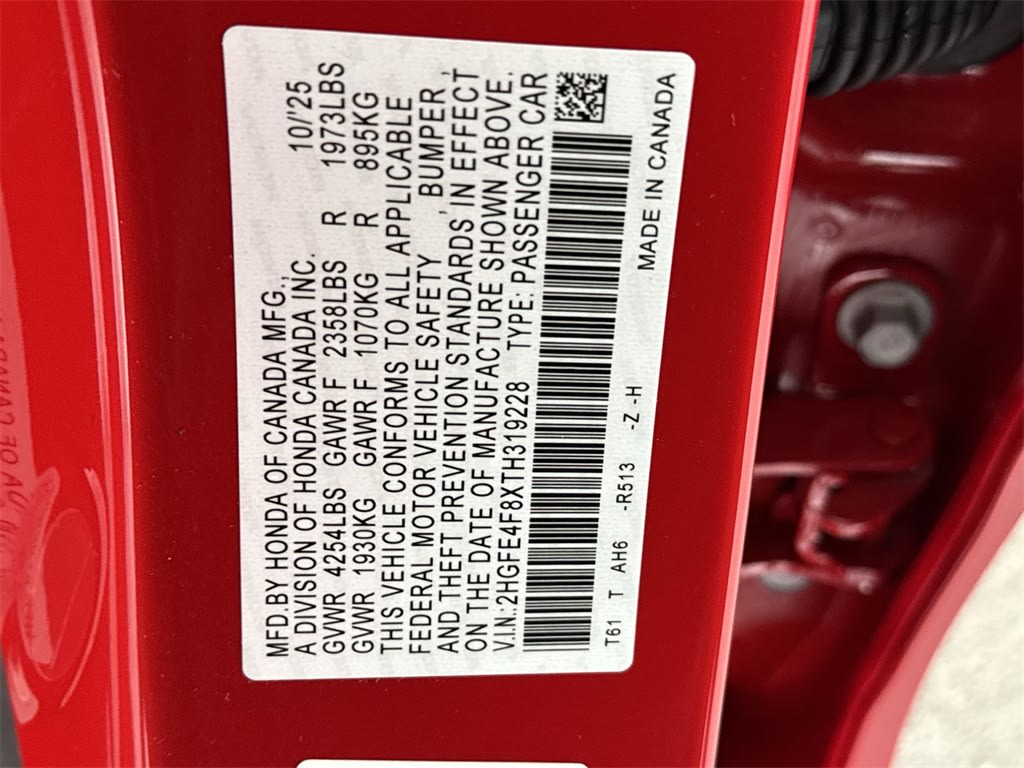 MFD.BY HONDA OF CANADA MFG., 10/'25
A DIVISION OF HONDA CANADA INC.
GVWR 4254LBS GAWR F 2358LBS R 1973LBS
GVWR 1930KG GAWR F 1070KG R 895KG
THIS VEHICLE CONFORMS TO ALL APPLICABLE
FEDERAL MOTOR VEHICLE SAFETY, BUMPER,
AND THEFT PREVENTION STANDARDS IN EFFECT
ON THE DATE OF MANUFACTURE SHOWN ABOVE.
V.I.N.:2HGFE4F8XTH319228 TYPE: PASSENGER CAR
T61 T AH6 -R513 -Z -H
MADE IN CANADA